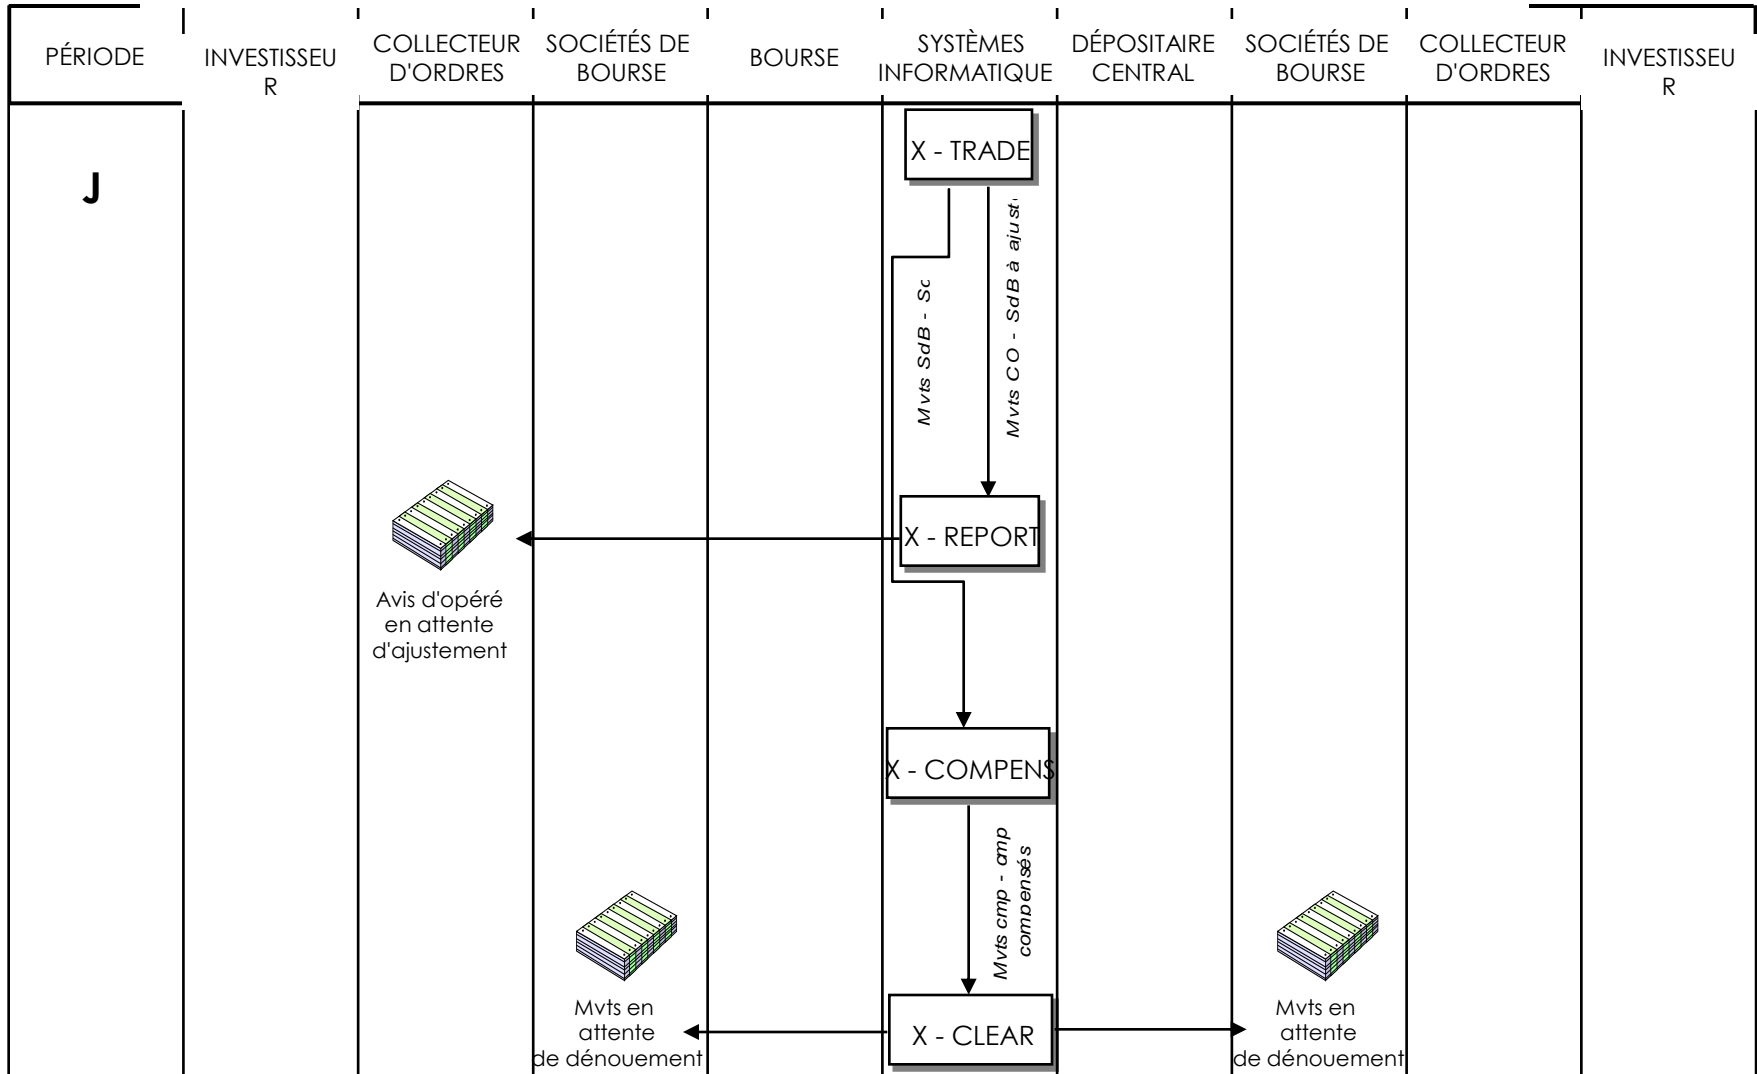 PÉRIODE
INVESTISSEU
R
COLLECTEUR
D'ORDRES
SOCIÉTÉS DE
BOURSE
BOURSE
SYSTÈMES
INFORMATIQUE
DÉPOSITAIRE
CENTRAL
SOCIÉTÉS DE
BOURSE
COLLECTEUR
D'ORDRES
INVESTISSEU
R
J
X - TRADE
Mvts SdB -
Mvts CO - SdB à
X - REPORT
Avis d'opéré
en attente
d'ajustement
X - COMPENS
Mvts cmp - cmp
compensés
Mvts en
attente
de dénouement
X - CLEAR
Mvts en
attente
de dénouement